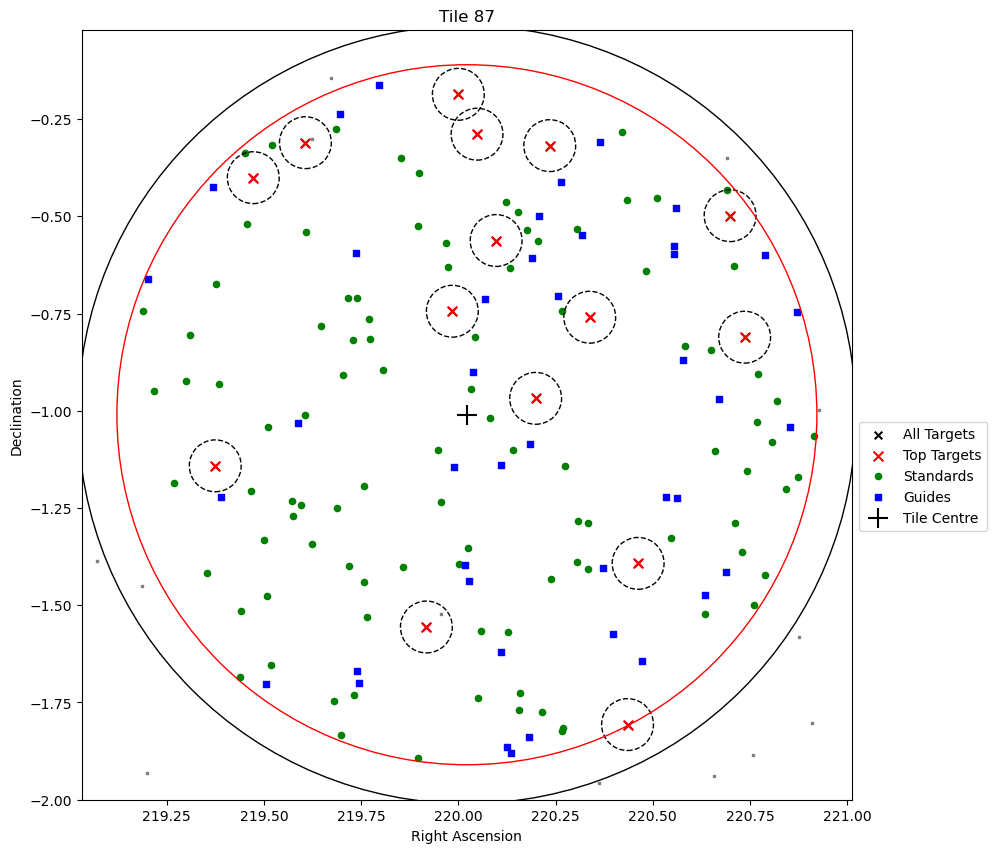 Tile 87
Declination
−0.25
−0.50
−0.75
−1.00
−1.25
−1.50
−1.75
−2.00
219.25 219.50 219.75 220.00 220.25 220.50 220.75 221.00
Right Ascension
All Targets
Top Targets
Standards
Guides
Tile Centre